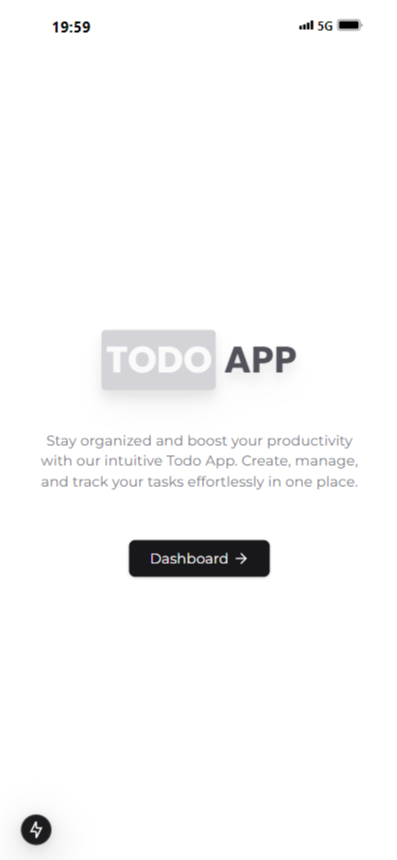 19:59 5G
TODO APP
Stay organized and boost your productivity
with our intuitive Todo App. Create, manage,
and track your tasks effortlessly in one place.
Dashboard →